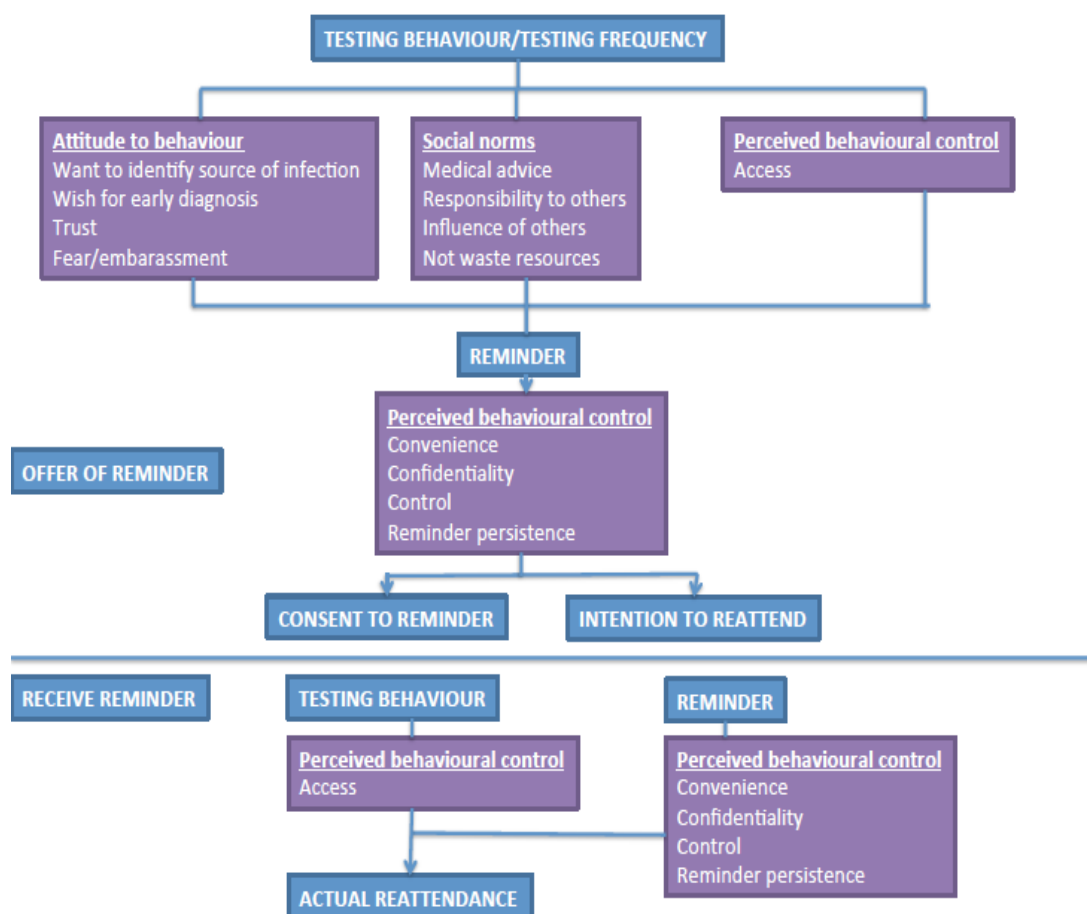 TESTING BEHAVIOUR/TESTING FREQUENCY
Attitude to behaviour
Want to identify source of infection
Wish for early diagnosis
Trust
Fear/embarassment
Social norms
Medical advice
Responsibility to others
Influence of others
Not waste resources
Perceived behavioural control
Access
REMINDER
Perceived behavioural control
Convenience
Confidentiality
Control
Reminder persistence
OFFER OF REMINDER
CONSENT TO REMINDER
INTENTION TO REATTEND
RECEIVE REMINDER
TESTING BEHAVIOUR
Perceived behavioural control
Access
REMINDER
Perceived behavioural control
Convenience
Confidentiality
Control
Reminder persistence
ACTUAL REATTENDANCE